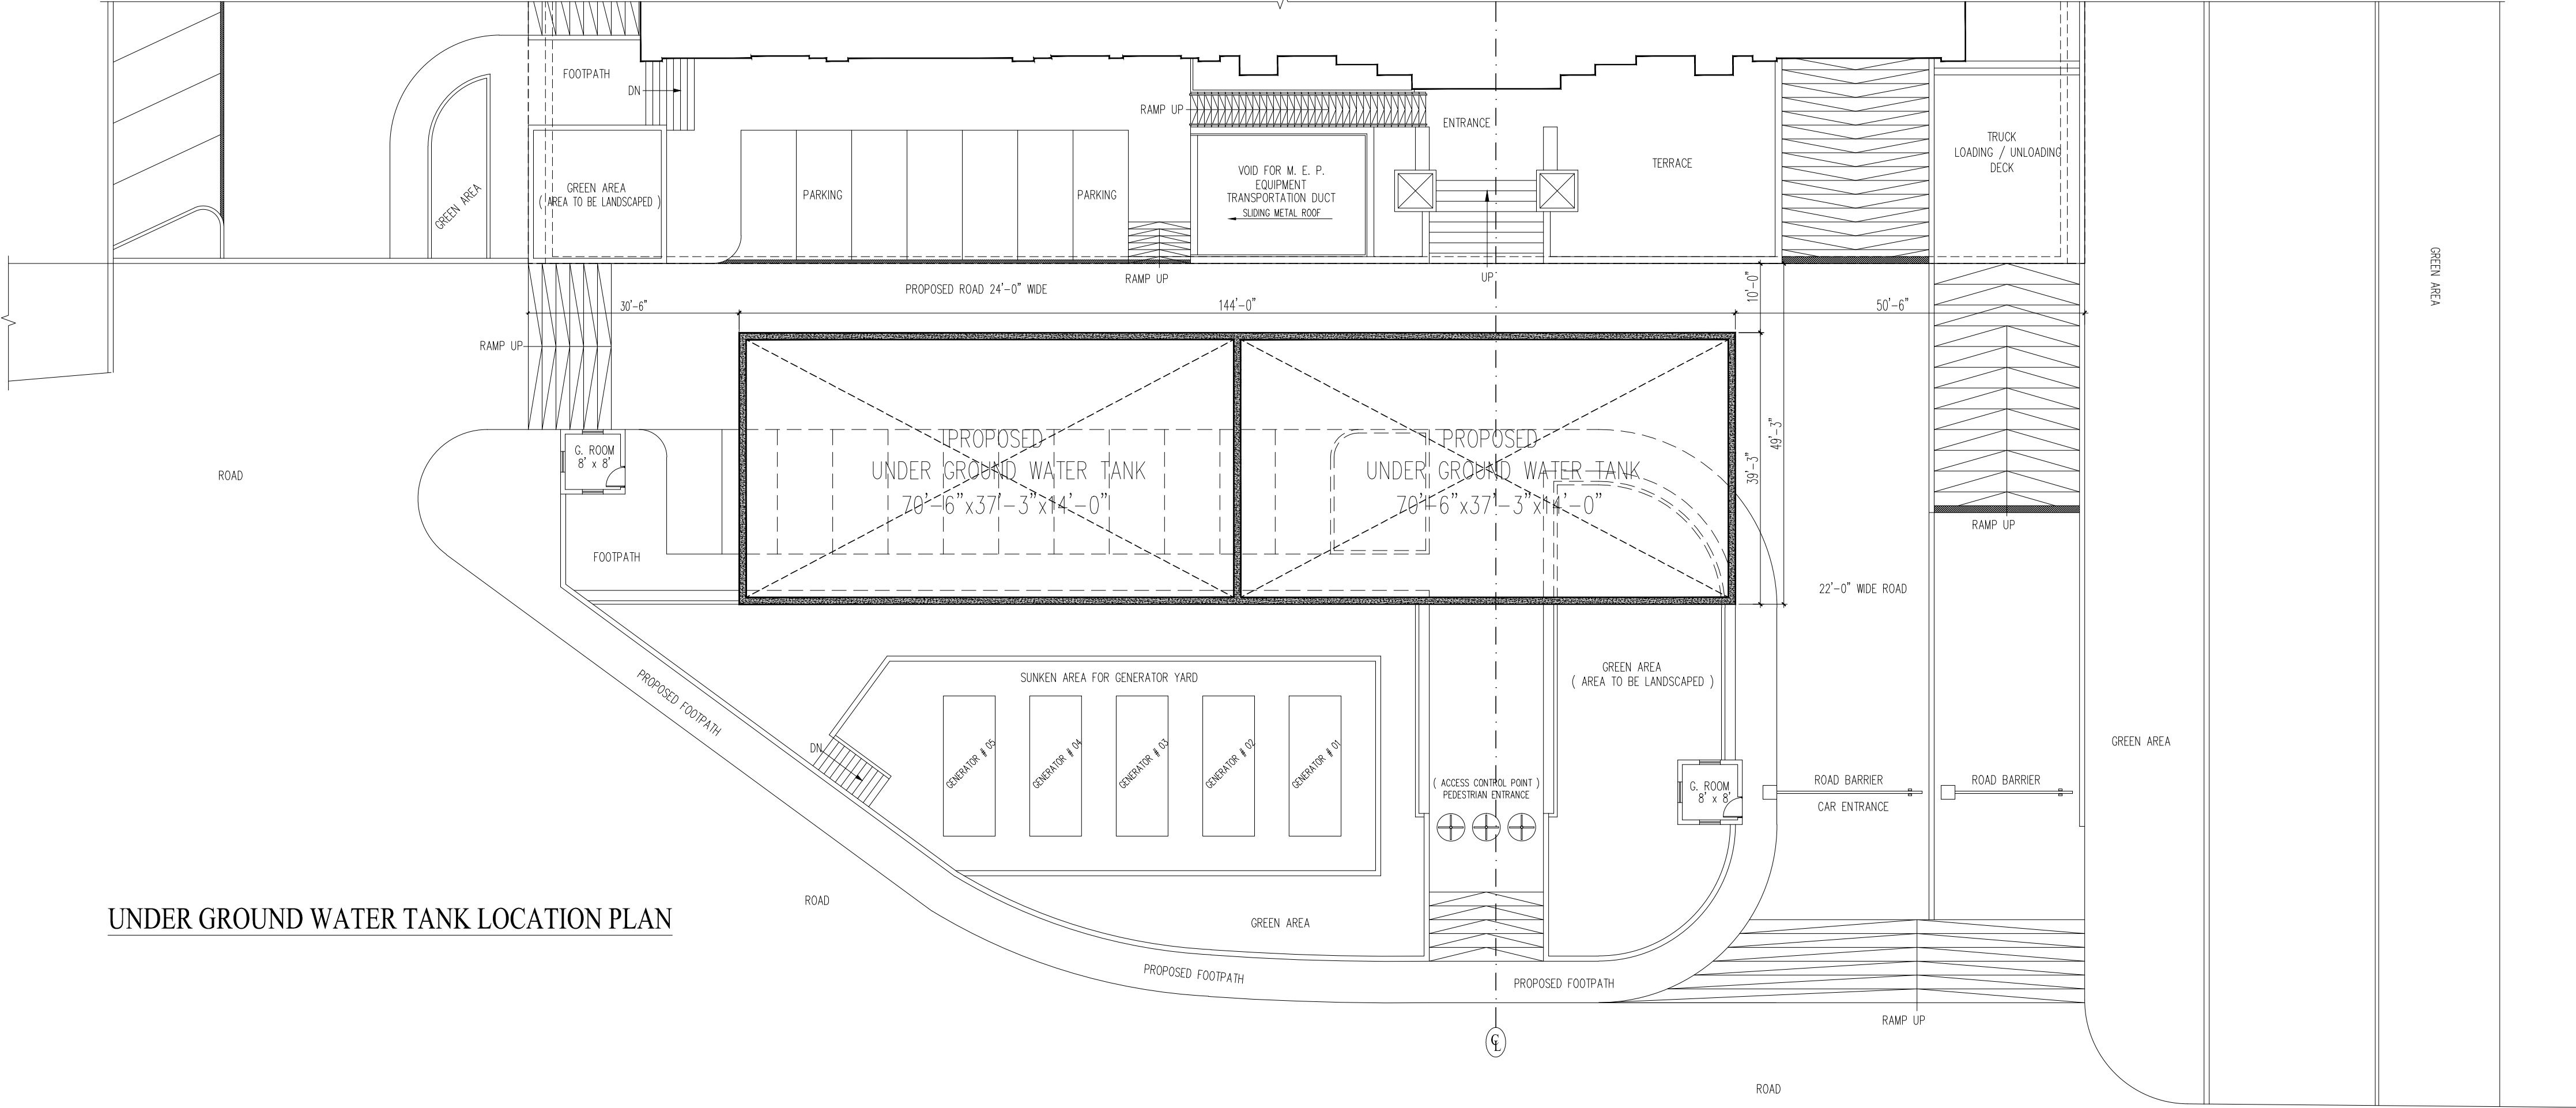 FOOTPATH
DN
RAMP UP
ENTRANCE
TERRACE
TRUCK
LOADING / UNLOADING
DECK
GREEN AREA
GREEN AREA
( AREA TO BE LANDSCAPED )
PARKING
PARKING
VOID FOR M. E. P.
EQUIPMENT
TRANSPORTATION DUCT
SLIDING METAL ROOF
RAMP UP
UP
GREEN AREA
PROPOSED ROAD 24'-0" WIDE
30'-6"
144'-0"
10'-0"
50'-6"
RAMP UP
PROPOSED
UNDER GROUND WATER TANK
70'-6"x37'-3"x14'-0"
PROPOSED
UNDER GROUND WATER TANK
70'-6"x37'-3"x14'-0"
39'-3"
49'-3"
G. ROOM
8' x 8'
ROAD
RAMP UP
FOOTPATH
22'-0" WIDE ROAD
PROPOSED FOOTPATH
SUNKEN AREA FOR GENERATOR YARD
GREEN AREA
( AREA TO BE LANDSCAPED )
DN
GENERATOR # 05
GENERATOR # 04
GENERATOR # 03
GENERATOR # 02
GENERATOR # 01
( ACCESS CONTROL POINT )
PEDESTRIAN ENTRANCE
G. ROOM
8' x 8'
ROAD BARRIER
CAR ENTRANCE
ROAD BARRIER
GREEN AREA
ROAD
UNDER GROUND WATER TANK LOCATION PLAN
GREEN AREA
PROPOSED FOOTPATH
PROPOSED FOOTPATH
RAMP UP
CL
ROAD